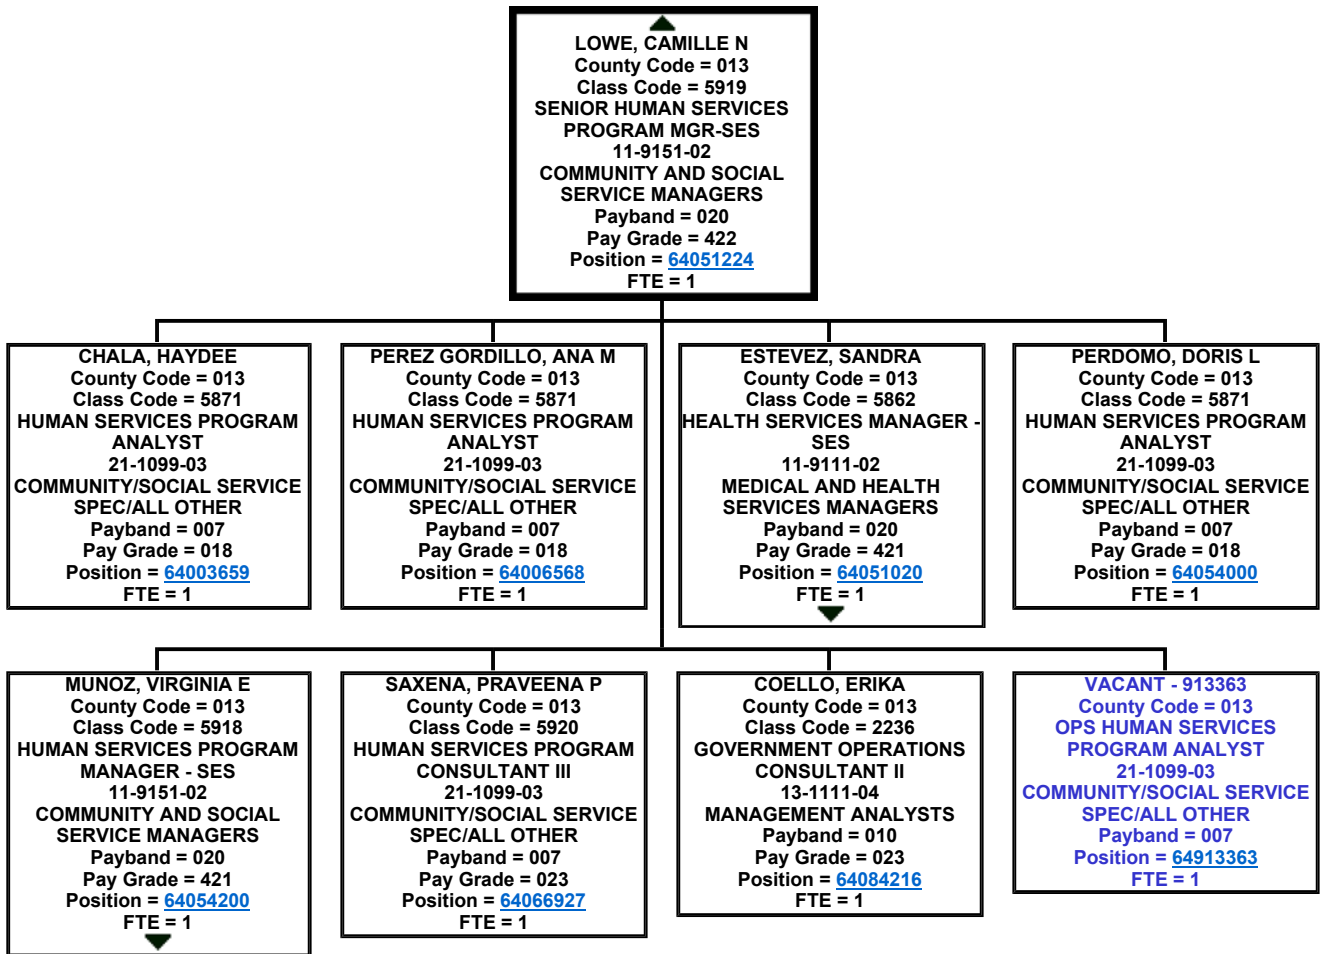 LOWE, CAMILLE N
County Code = 013
Class Code = 5919
SENIOR HUMAN SERVICES
PROGRAM MGR-SES
11-9151-02
COMMUNITY AND SOCIAL
SERVICE MANAGERS
Payband = 020
Pay Grade = 422
Position = 64051224
FTE = 1
CHALA, HAYDEE
County Code = 013
Class Code = 5871
HUMAN SERVICES PROGRAM
ANALYST
21-1099-03
COMMUNITY/SOCIAL SERVICE
SPEC/ALL OTHER
Payband = 007
Pay Grade = 018
Position = 64003659
FTE = 1
PEREZ GORDILLO, ANA M
County Code = 013
Class Code = 5871
HUMAN SERVICES PROGRAM
ANALYST
21-1099-03
COMMUNITY/SOCIAL SERVICE
SPEC/ALL OTHER
Payband = 007
Pay Grade = 018
Position = 64006568
FTE = 1
ESTEVEZ, SANDRA
County Code = 013
Class Code = 5862
HEALTH SERVICES MANAGER -
SES
11-9111-02
MEDICAL AND HEALTH
SERVICES MANAGERS
Payband = 020
Pay Grade = 421
Position = 64051020
FTE = 1
PERDOMO, DORIS L
County Code = 013
Class Code = 5871
HUMAN SERVICES PROGRAM
ANALYST
21-1099-03
COMMUNITY/SOCIAL SERVICE
SPEC/ALL OTHER
Payband = 007
Pay Grade = 018
Position = 64054000
FTE = 1
MUNOZ, VIRGINIA E
County Code = 013
Class Code = 5918
HUMAN SERVICES PROGRAM
MANAGER - SES
11-9151-02
COMMUNITY AND SOCIAL
SERVICE MANAGERS
Payband = 020
Pay Grade = 421
Position = 64054200
FTE = 1
SAXENA, PRAVEENA P
County Code = 013
Class Code = 5920
HUMAN SERVICES PROGRAM
CONSULTANT III
21-1099-03
COMMUNITY/SOCIAL SERVICE
SPEC/ALL OTHER
Payband = 007
Pay Grade = 023
Position = 64066927
FTE = 1
COELLO, ERIKA
County Code = 013
Class Code = 2236
GOVERNMENT OPERATIONS
CONSULTANT II
13-1111-04
MANAGEMENT ANALYSTS
Payband = 010
Pay Grade = 023
Position = 64084216
FTE = 1
VACANT - 913363
County Code = 013
OPS HUMAN SERVICES
PROGRAM ANALYST
21-1099-03
COMMUNITY/SOCIAL SERVICE
SPEC/ALL OTHER
Payband = 007
Position = 64913363
FTE = 1